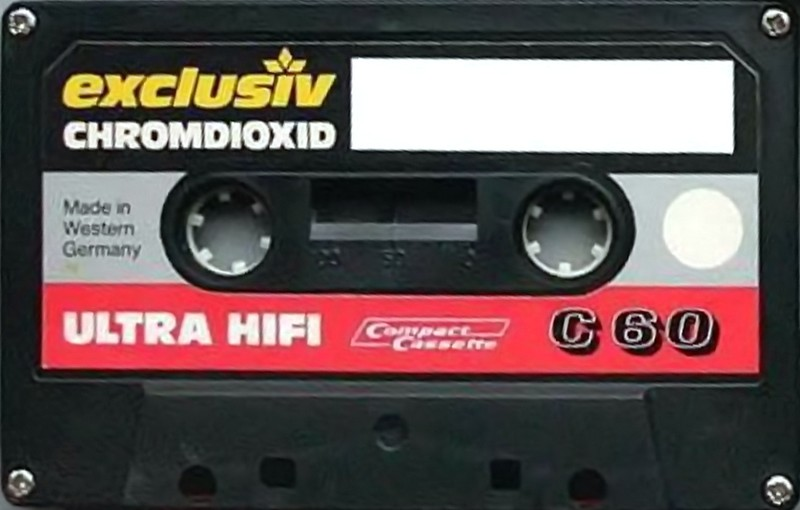 exclusiv
CHROMDIOXID
Made in
Western
Germany
ULTRA HIFI
Compact
Cassette
C 60